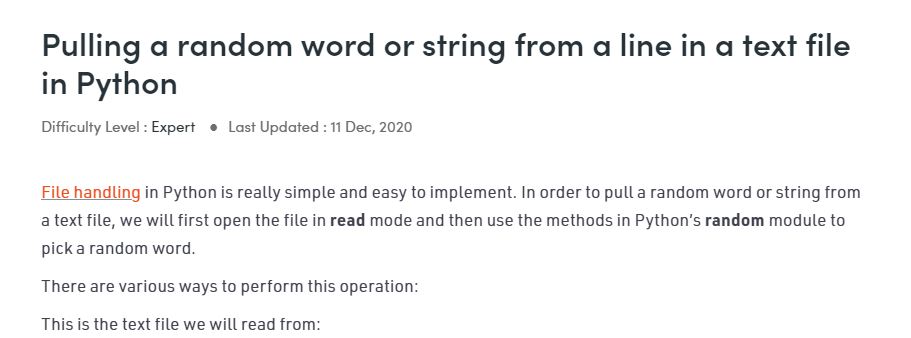 Pulling a random word or string from a line in a text file
in Python
Difficulty Level : Expert ● Last Updated : 11 Dec, 2020
File handling in Python is really simple and easy to implement. In order to pull a random word or string from
a text file, we will first open the file in read mode and then use the methods in Python’s random module to
pick a random word.
There are various ways to perform this operation:
This is the text file we will read from: